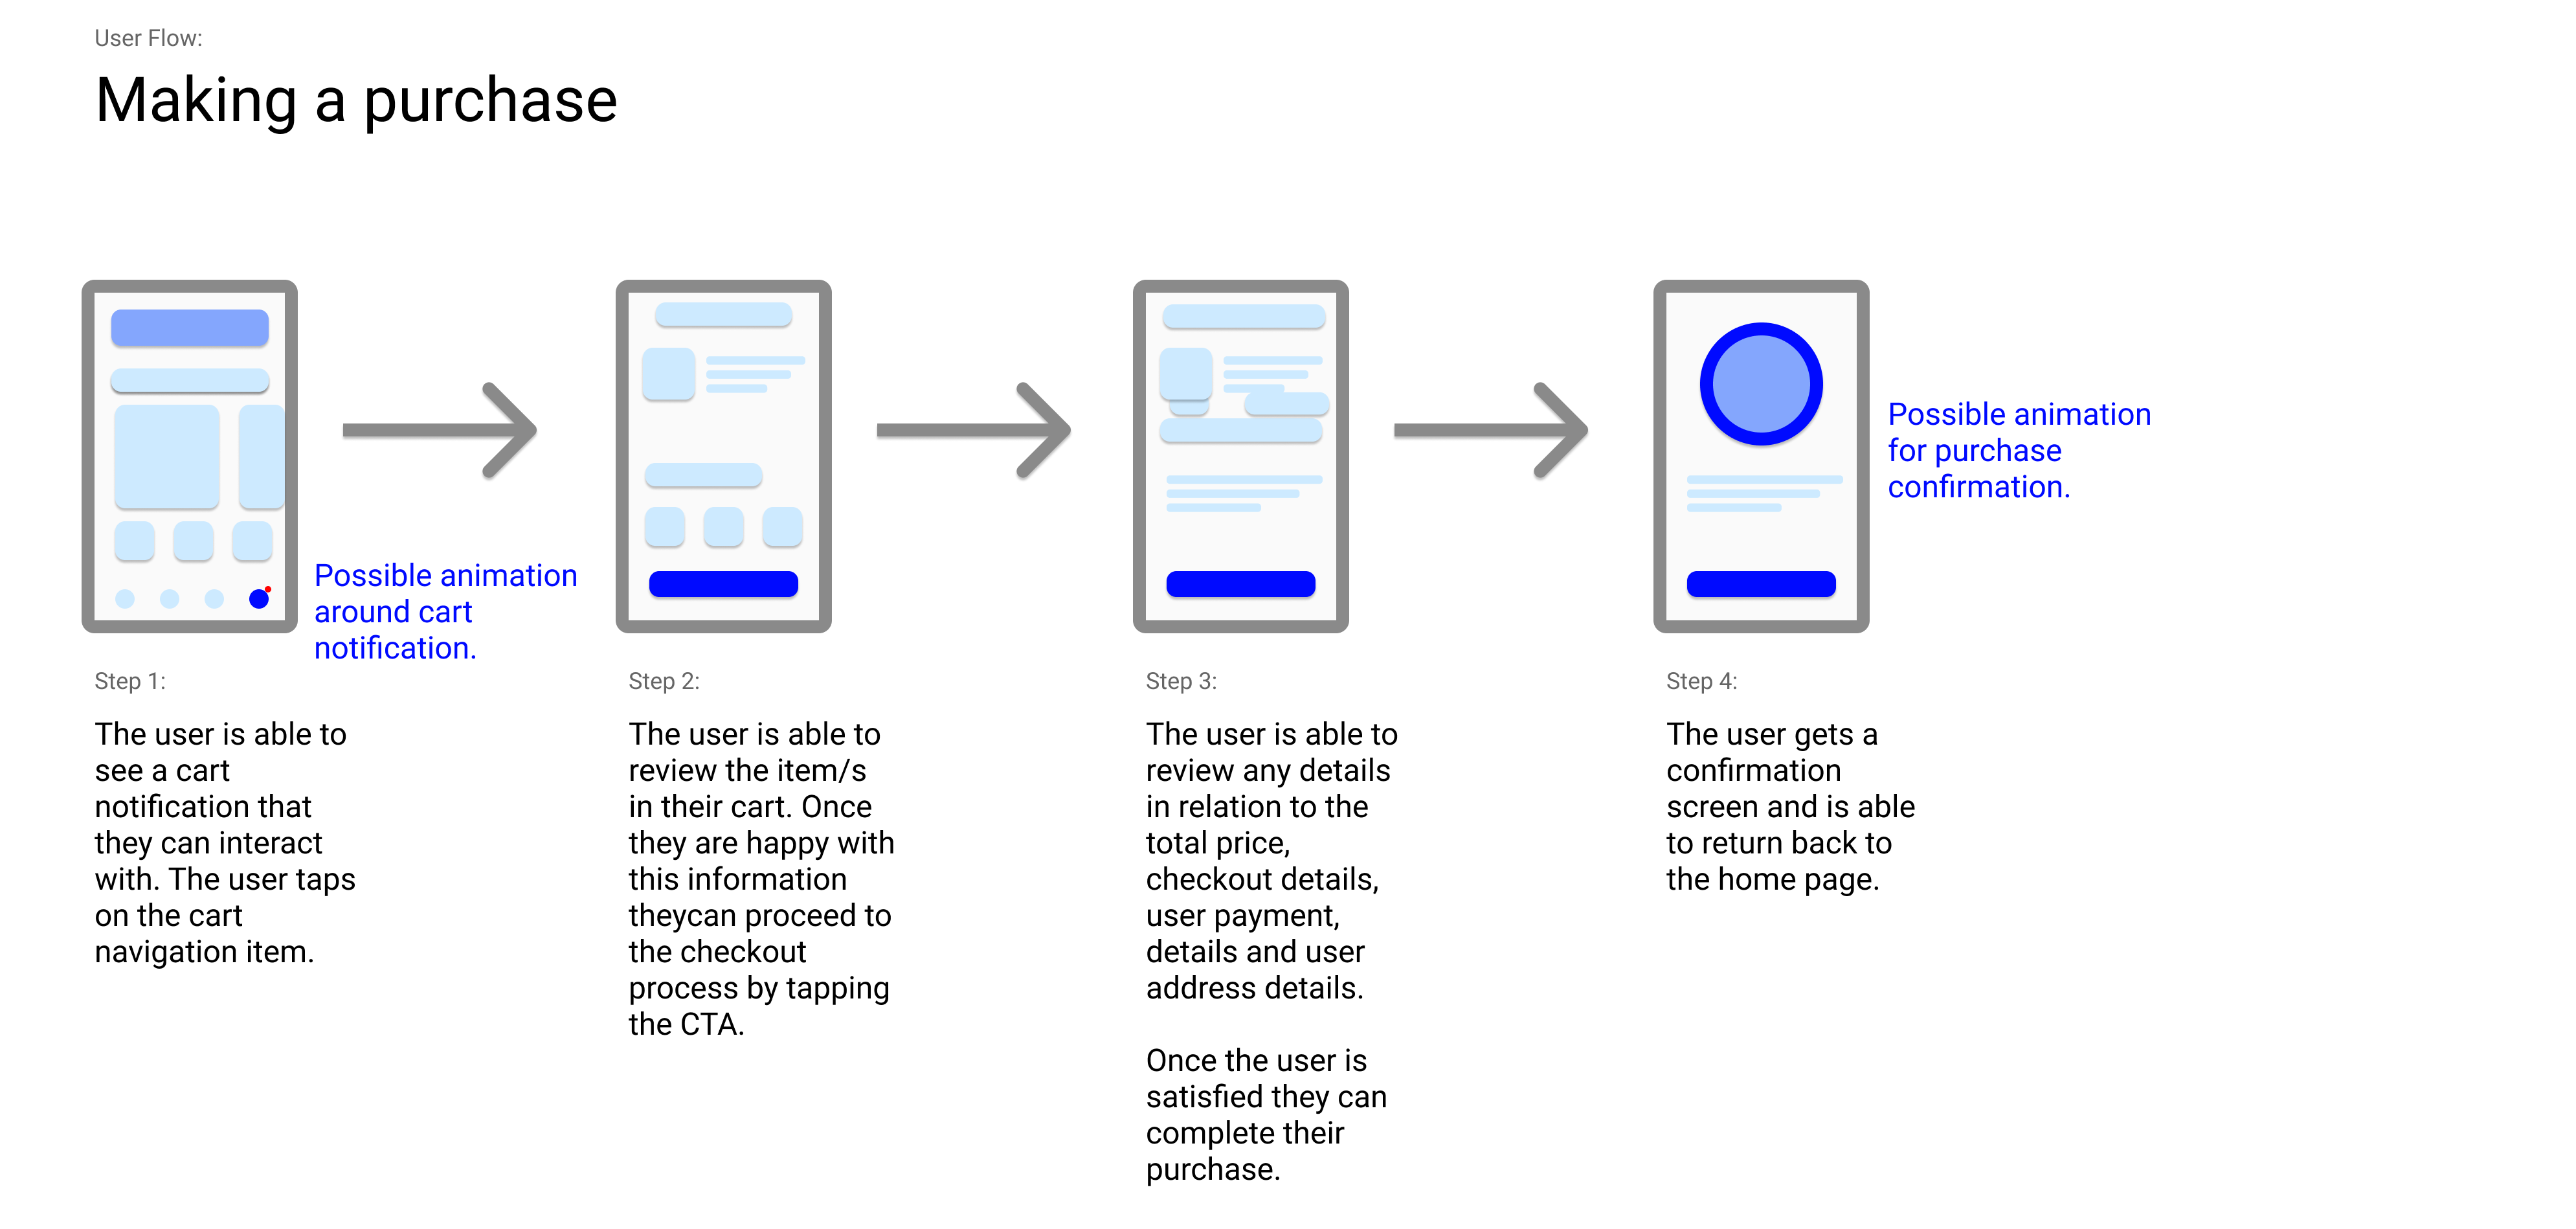 User Flow:
Making a purchase
Possible animation
around cart
notification.
Possible animation
for purchase
confirmation.
Step 1:
The user is able to
see a cart
notification that
they can interact
with. The user taps
on the cart
navigation item.
Step 2:
The user is able to
review the item/s
in their cart. Once
they are happy with
this information
theycan proceed to
the checkout
process by tapping
the CTA.
Step 3:
The user is able to
review any details
in relation to the
total price,
checkout details,
user payment,
details and user
address details.
Once the user is
satisfied they can
complete their
purchase.
Step 4:
The user gets a
confirmation
screen and is able
to return back to
the home page.